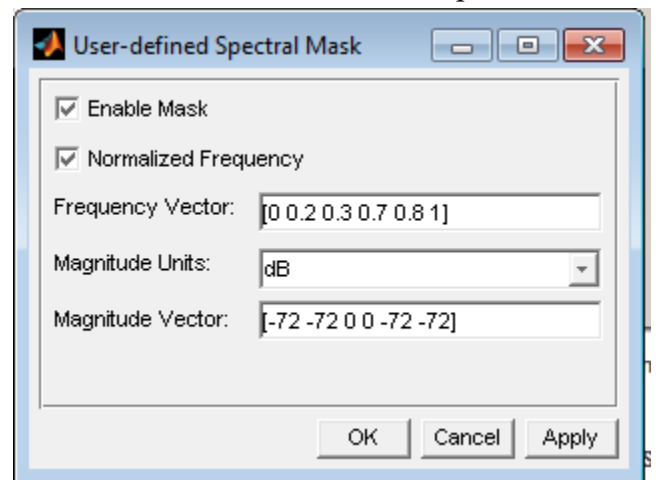 User-defined Spectral Mask
Enable Mask
Normalized Frequency
Frequency Vector: [0 0.2 0.3 0.7 0.8 1]
Magnitude Units: dB
Magnitude Vector: [-72 -72 0 0 -72 -72]
OK Cancel Apply